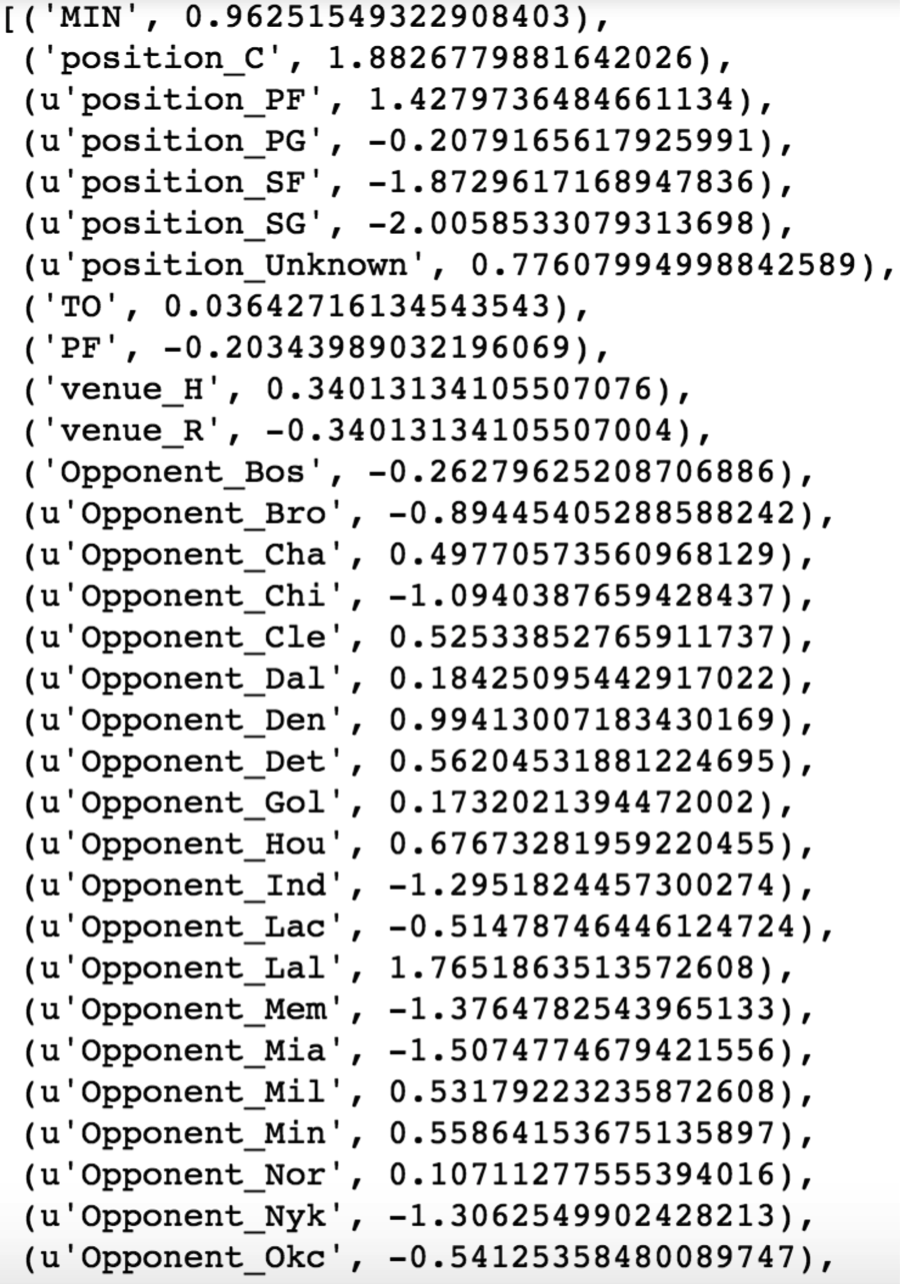 [('MIN', 0.96251549322908403),
('position_C', 1.8826779881642026),
(u'position_PF', 1.4279736484661134),
(u'position_PG', -0.2079165617925991),
(u'position_SF', -1.8729617168947836),
(u'position_SG', -2.0058533079313698),
(u'position_Unknown', 0.77607994998842589),
('TO', 0.03642716134543543),
('PF', -0.20343989032196069),
('venue_H', 0.34013134105507076),
('venue_R', -0.34013134105507004),
('Opponent_Bos', -0.26279625208706886),
(u'Opponent_Bro', -0.89445405288588242),
(u'Opponent_Cha', 0.49770573560968129),
(u'Opponent_Chi', -1.0940387659428437),
(u'Opponent_Cle', 0.52533852765911737),
(u'Opponent_Dal', 0.18425095442917022),
(u'Opponent_Den', 0.99413007183430169),
(u'Opponent_Det', 0.56204531881224695),
(u'Opponent_Gol', 0.1732021394472002),
(u'Opponent_Hou', 0.67673281959220455),
(u'Opponent_Ind', -1.2951824457300274),
(u'Opponent_Lac', -0.51478746446124724),
(u'Opponent_Lal', 1.7651863513572608),
(u'Opponent_Mem', -1.3764782543965133),
(u'Opponent_Mia', -1.5074774679421556),
(u'Opponent_Mil', 0.53179223235872608),
(u'Opponent_Min', 0.55864153675135897),
(u'Opponent_Nor', 0.10711277555394016),
(u'Opponent_Nyk', -1.3062549902428213),
(u'Opponent_Okc', -0.54125358480089747),